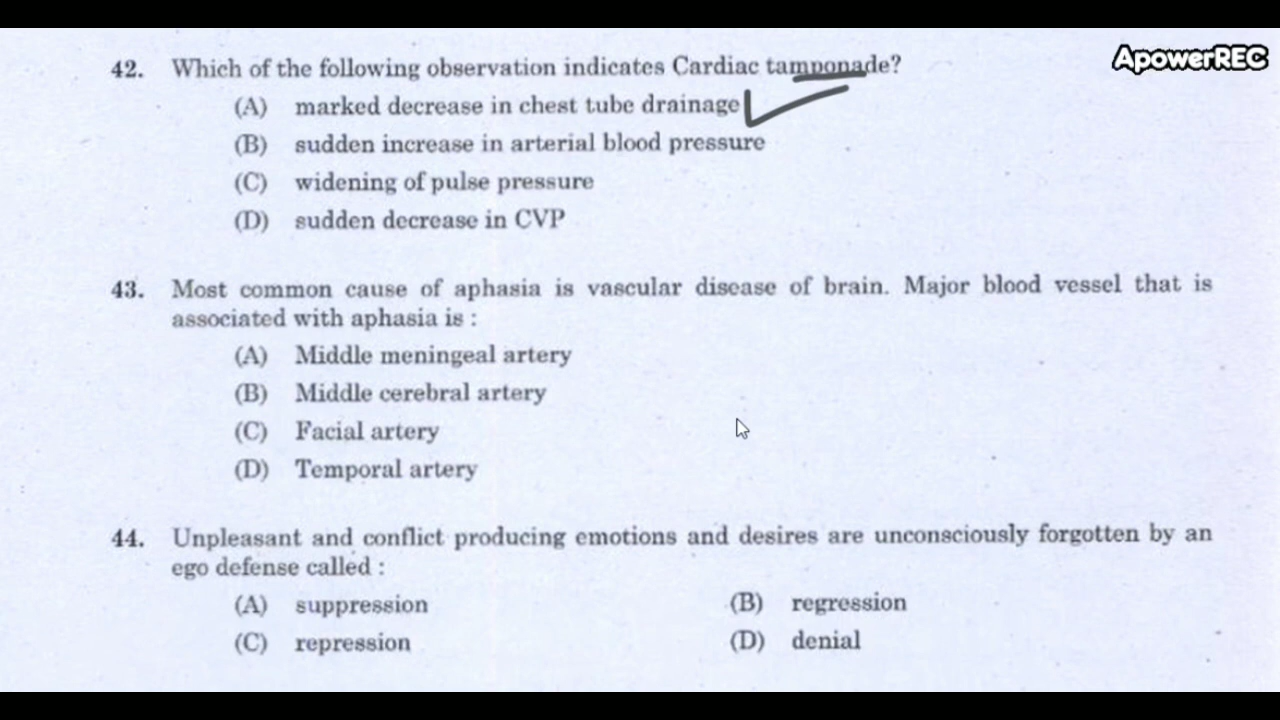 ApowerREC
42. Which of the following observation indicates Cardiac tamponade?
(A) marked decrease in chest tube drainage
(B) sudden increase in arterial blood pressure
(C) widening of pulse pressure
(D) sudden decrease in CVP
43. Most common cause of aphasia is vascular disease of brain. Major blood vessel that is
associated with aphasia is :
(A) Middle meningeal artery
(B) Middle cerebral artery
(C) Facial artery
(D) Temporal artery
44. Unpleasant and conflict producing emotions and desires are unconsciously forgotten by an
ego defense called :
(A) suppression (B) regression
(C) repression (D) denial